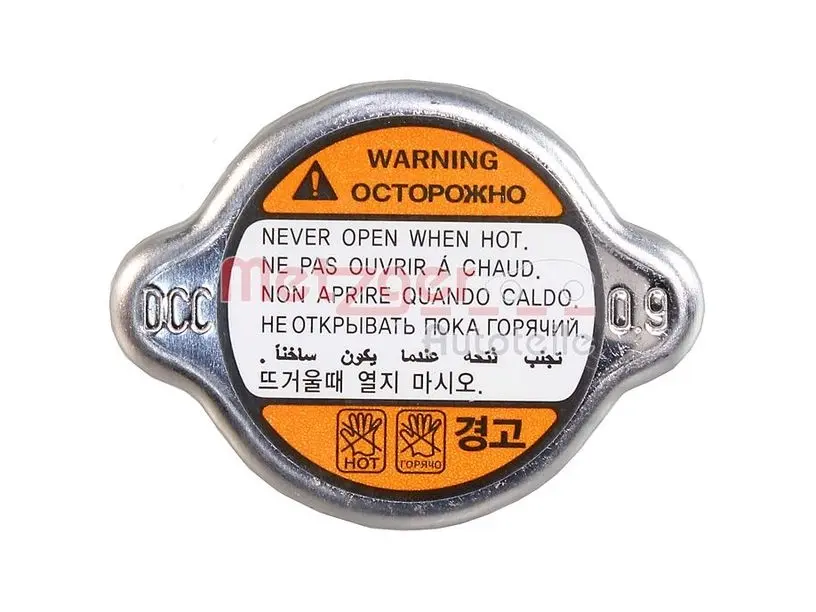 WARNING
ОСТОРОЖНО
NEVER OPEN WHEN HOT.
NE PAS OUVRIR Á CHAUD.
NON APRIRE QUANDO CALDO.
НЕ ОТКРЫВАТЬ ПОКА ГОРЯЧИЙ.
تجنب فتحه عندما يكون ساخناً .
뜨거울때 열지 마시오.
DCC
0.9
HOT
ГОРЯЧО
경고
Metzger
Autoteile